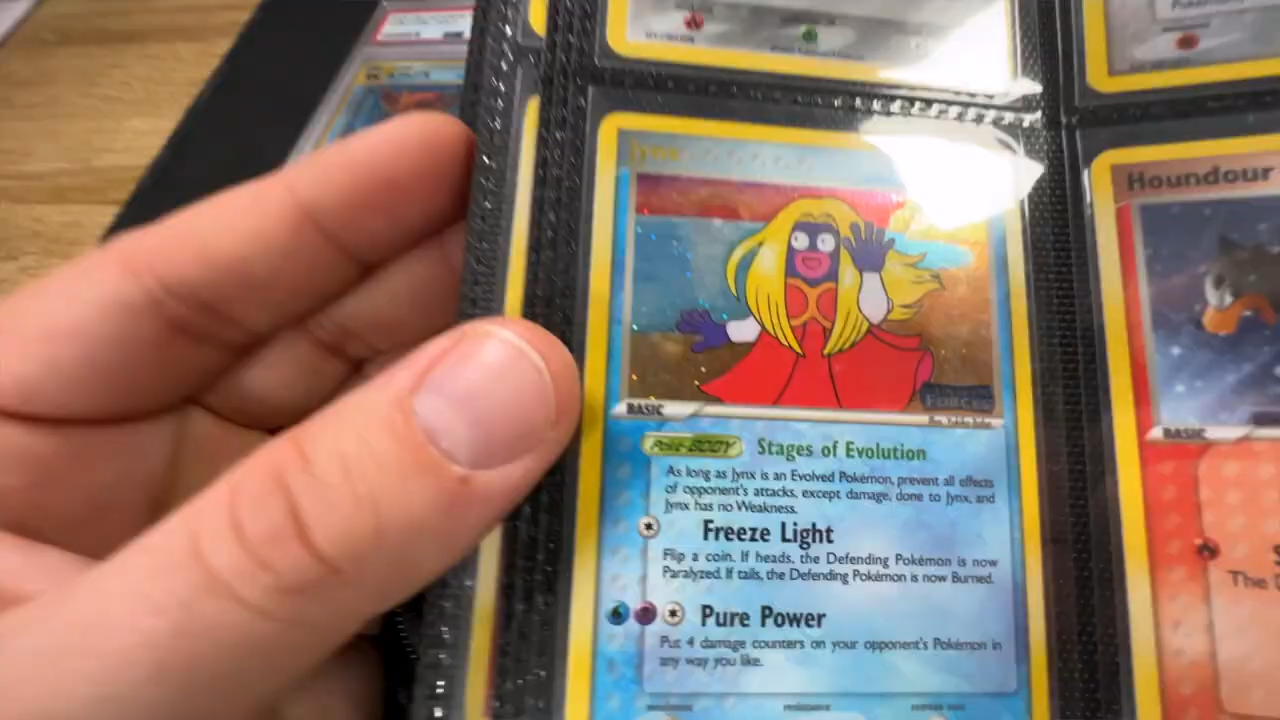 Jynx
Houndour
FORCES
BASIC
BASIC
Poké-BODY Stages of Evolution
As long as Jynx is an Evolved Pokémon, prevent all effects
of opponent's attacks, except damage, done to Jynx, and
Jynx has no Weakness.
Freeze Light
Flip a coin. If heads, the Defending Pokémon is now
Paralyzed. If tails, the Defending Pokémon is now Burned.
Pure Power
Put 4 damage counters on your opponent's Pokémon in
any way you like.
The